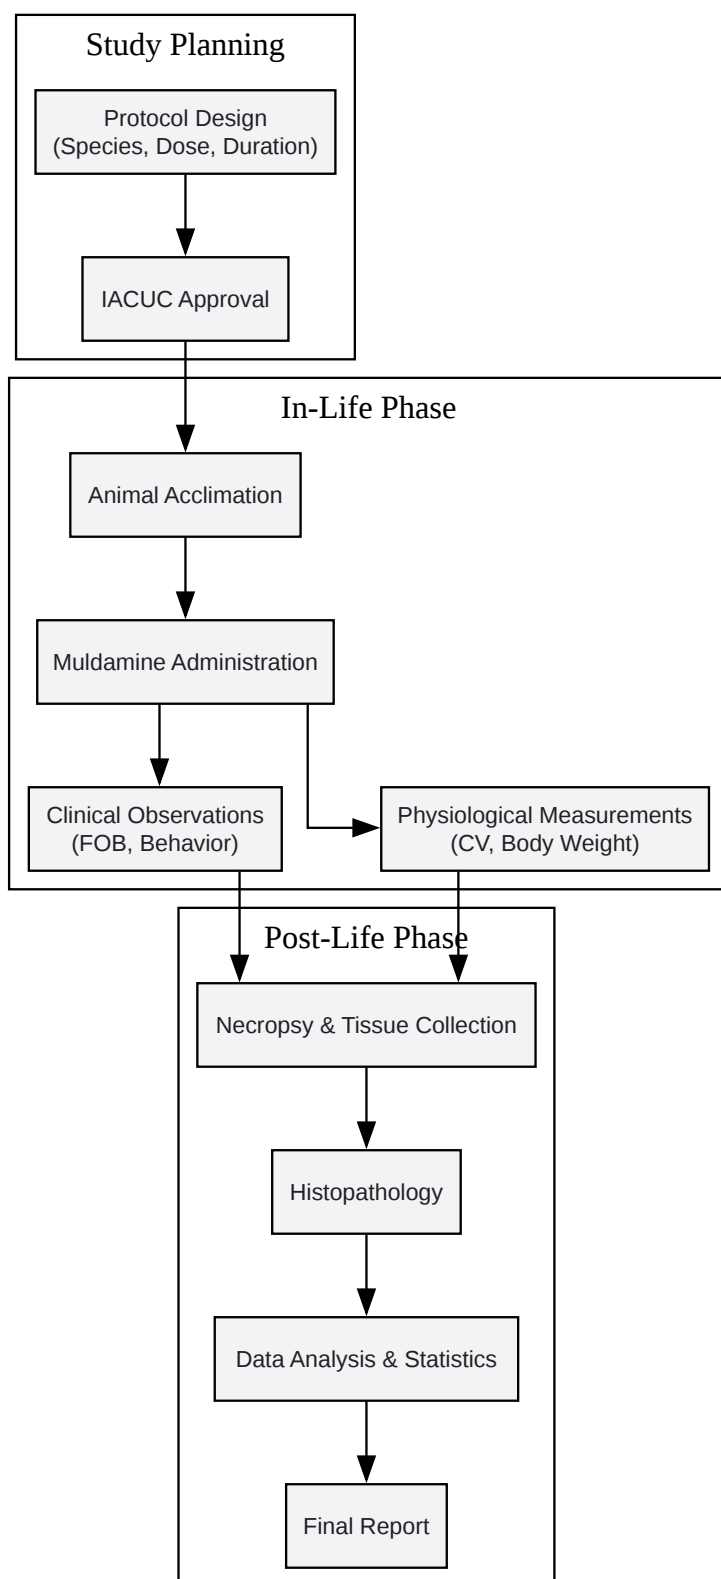 Study Planning
Protocol Design
(Species, Dose, Duration)
IACUC Approval
In-Life Phase
Animal Acclimation
Muldamine Administration
Clinical Observations
(FOB, Behavior)
Physiological Measurements
(CV, Body Weight)
Post-Life Phase
Necropsy & Tissue Collection
Histopathology
Data Analysis & Statistics
Final Report